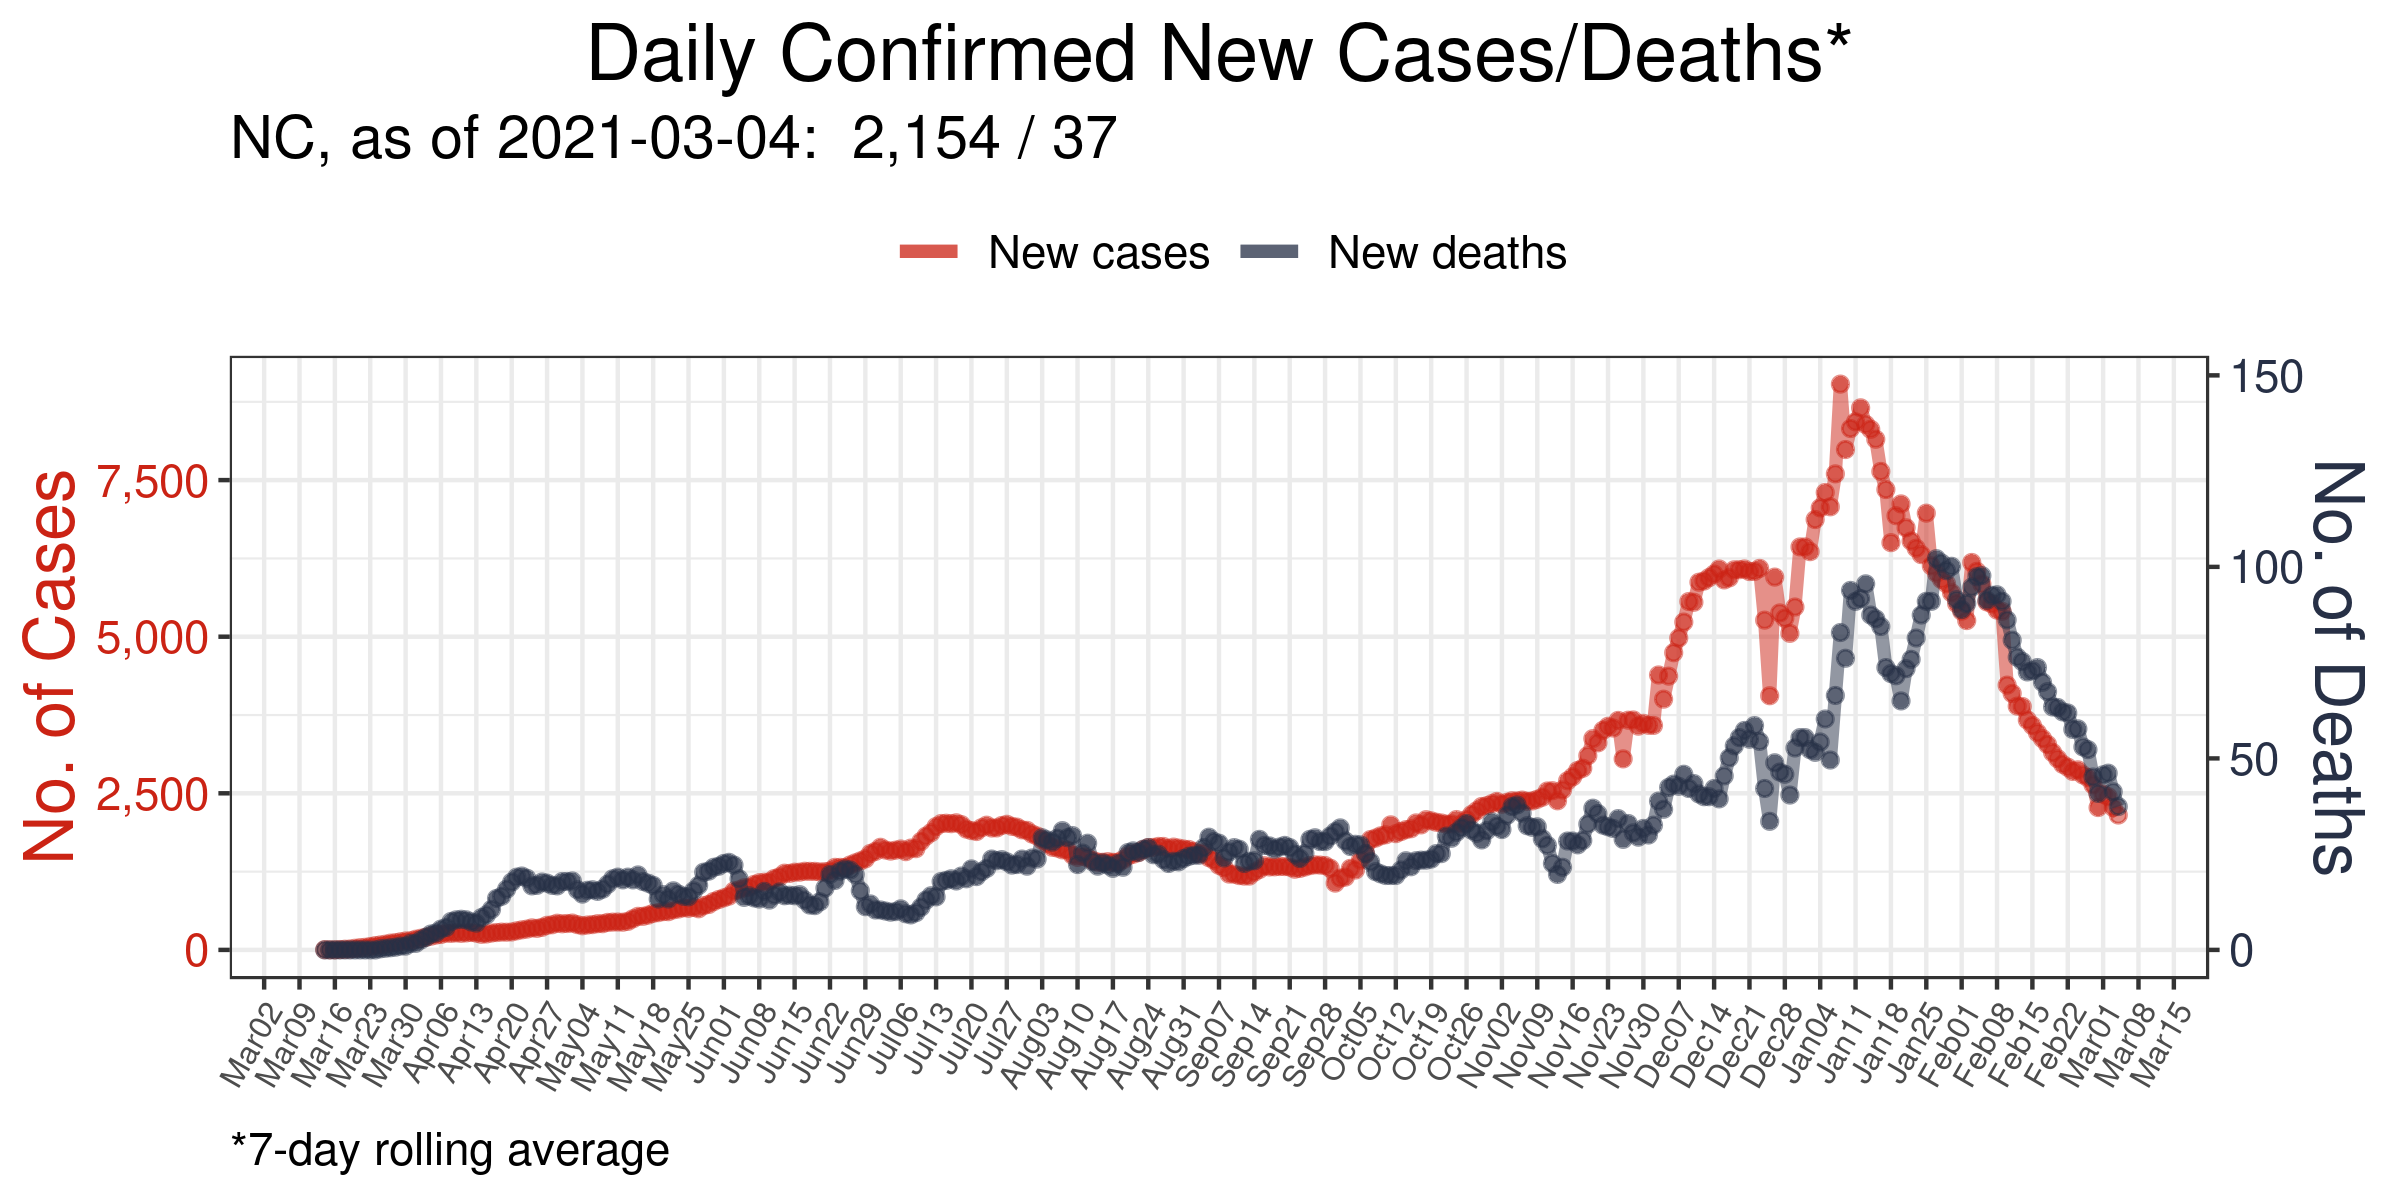 Daily Confirmed New Cases/Deaths*
NC, as of 2021-03-04:  2,154 / 37
New cases
New deaths
No. of Cases
7,500
5,000
2,500
0
150
100
50
0
No. of Deaths
Mar02
Mar09
Mar16
Mar23
Mar30
Apr06
Apr13
Apr20
Apr27
May04
May11
May18
May25
Jun01
Jun08
Jun15
Jun22
Jun29
Jul06
Jul13
Jul20
Jul27
Aug03
Aug10
Aug17
Aug24
Aug31
Sep07
Sep14
Sep21
Sep28
Oct05
Oct12
Oct19
Oct26
Nov02
Nov09
Nov16
Nov23
Nov30
Dec07
Dec14
Dec21
Dec28
Jan04
Jan11
Jan18
Jan25
Feb01
Feb08
Feb15
Feb22
Mar01
Mar08
Mar15
*7-day rolling average